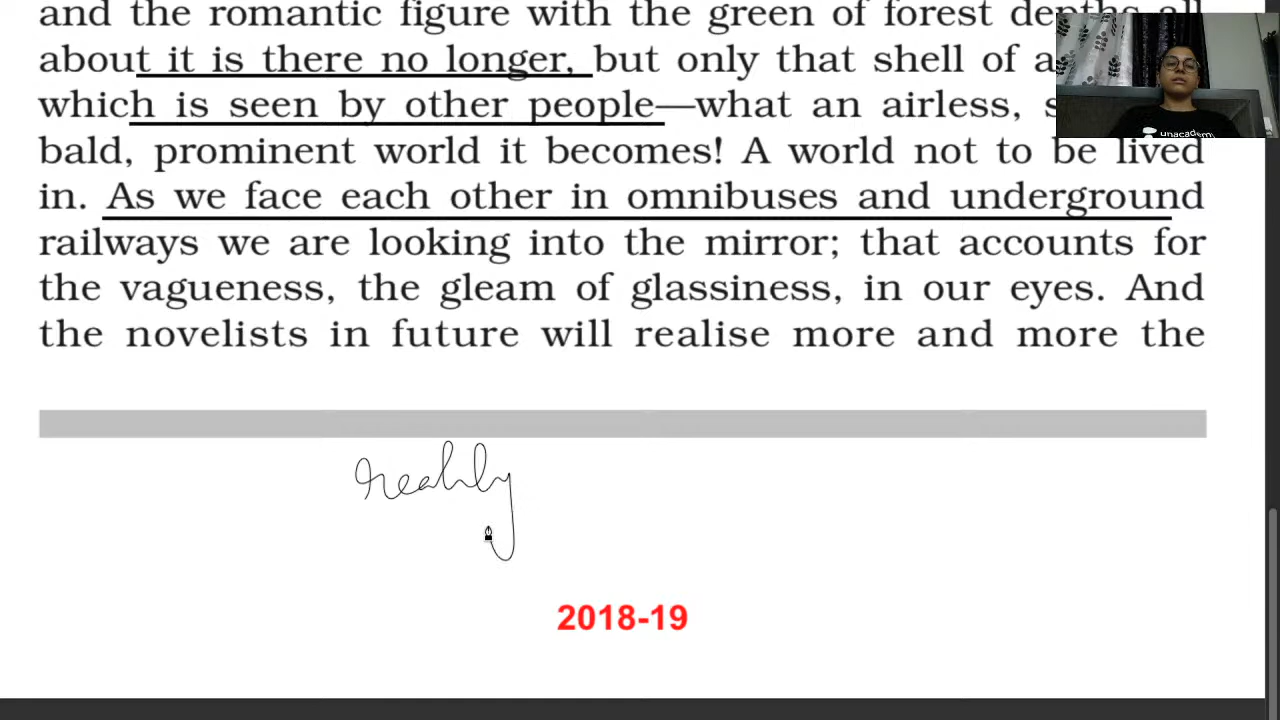 and the romantic figure with the green of forest depths all
about it is there no longer, but only that shell of a
which is seen by other people—what an airless,
bald, prominent world it becomes! A world not to be lived
in. As we face each other in omnibuses and underground
railways we are looking into the mirror; that accounts for
the vagueness, the gleam of glassiness, in our eyes. And
the novelists in future will realise more and more the
2018-19
unacademy